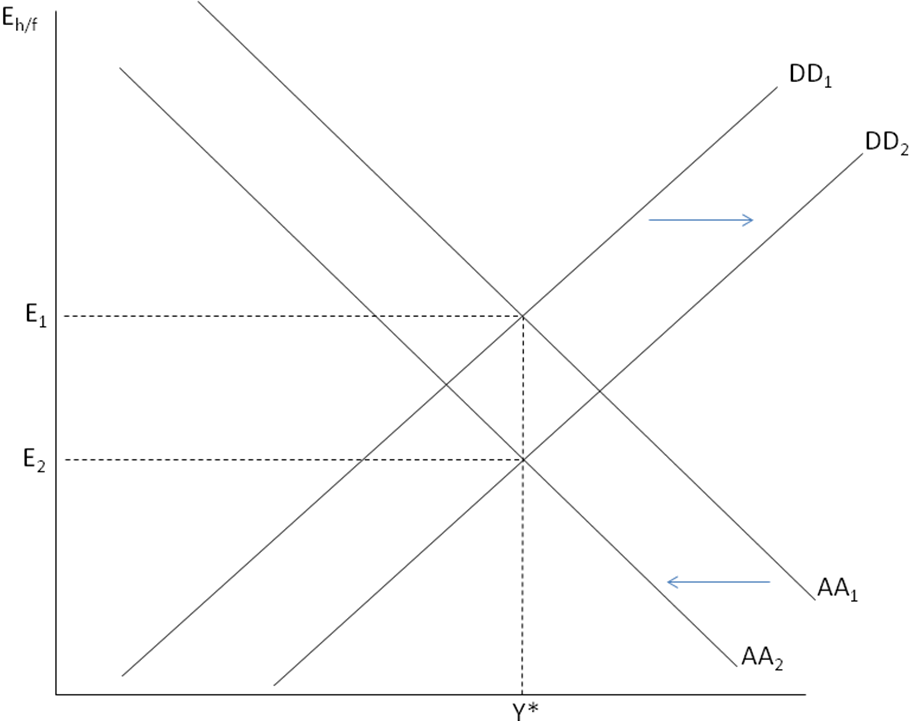 Eₕ/f
DD₁
DD₂
E₁
E₂
AA₁
AA₂
Y*